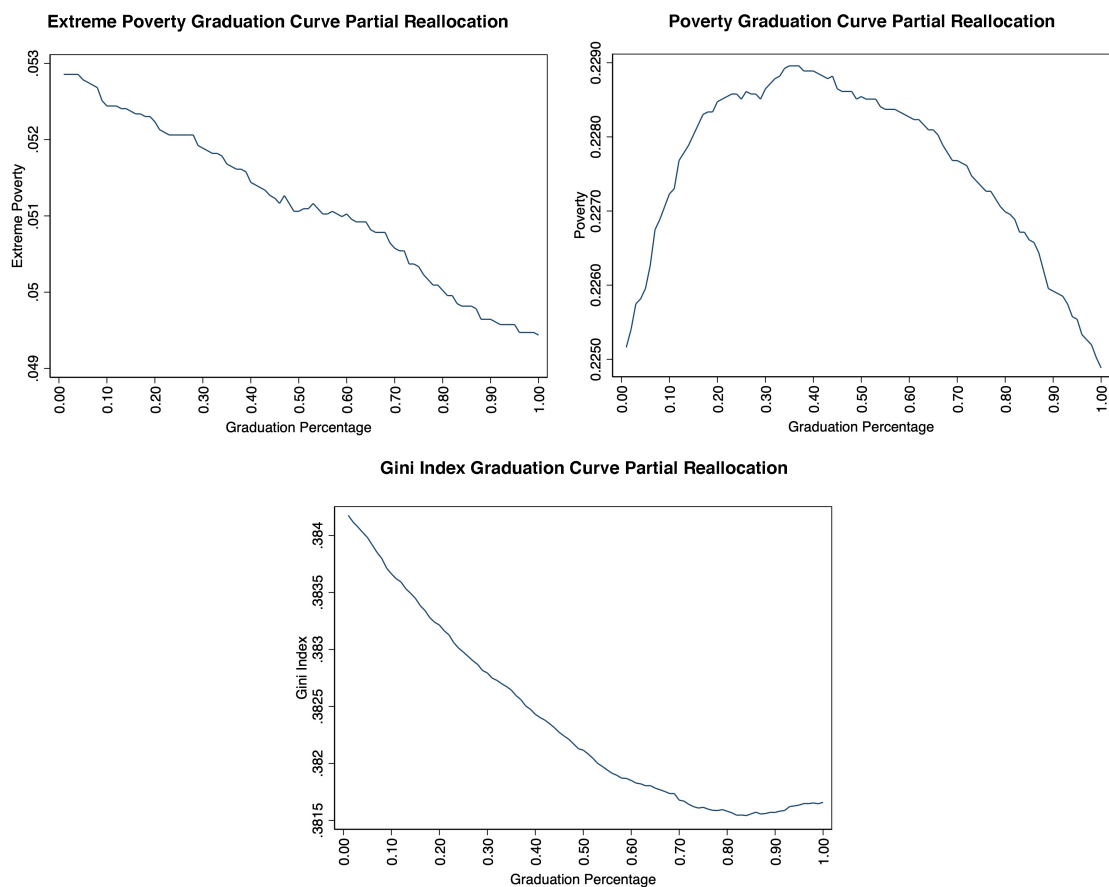 Extreme Poverty Graduation Curve Partial Reallocation
Extreme Poverty
.053
.052
.051
.05
.049
0.00 0.10 0.20 0.30 0.40 0.50 0.60 0.70 0.80 0.90 1.00
Graduation Percentage
Poverty Graduation Curve Partial Reallocation
Poverty
0.2290
0.2280
0.2270
0.2260
0.2250
0.00 0.10 0.20 0.30 0.40 0.50 0.60 0.70 0.80 0.90 1.00
Graduation Percentage
Gini Index Graduation Curve Partial Reallocation
Gini Index
.384
.3835
.383
.3825
.382
.3815
0.00 0.10 0.20 0.30 0.40 0.50 0.60 0.70 0.80 0.90 1.00
Graduation Percentage